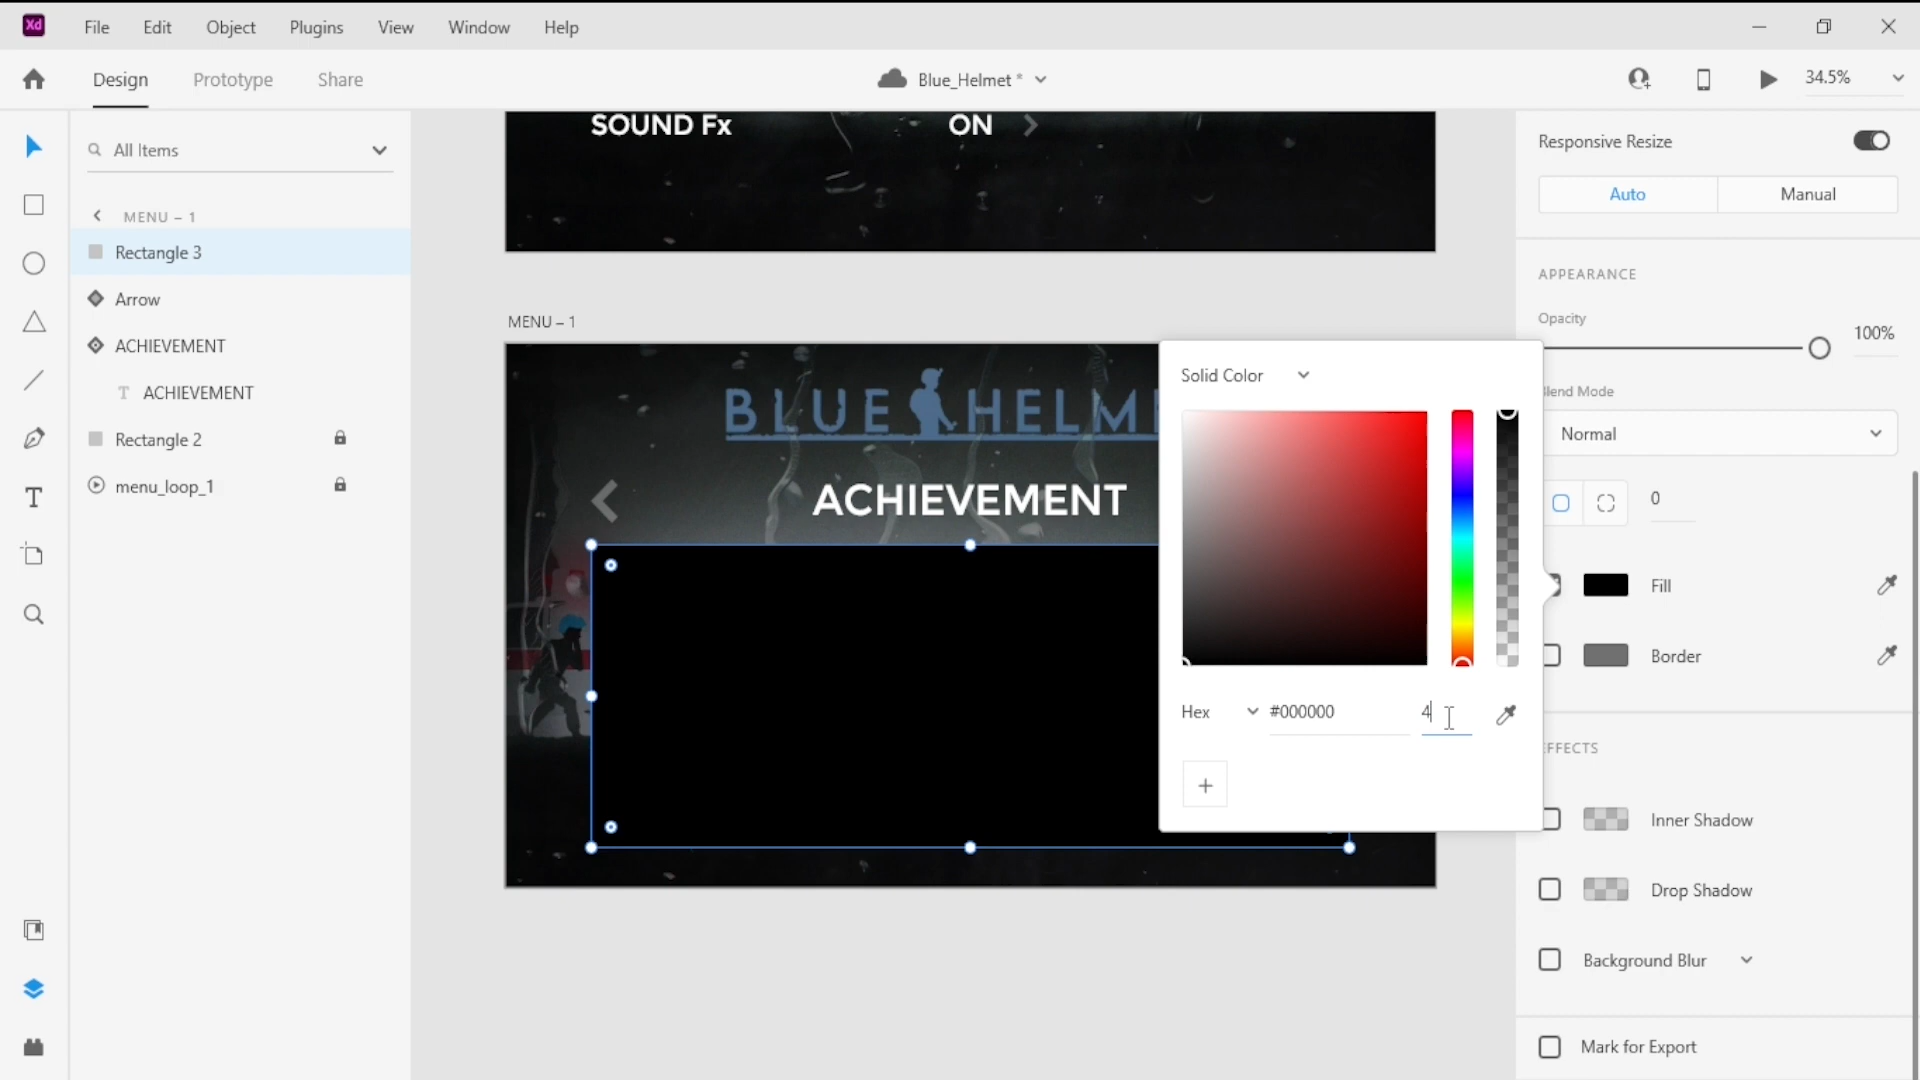 Xd File Edit Object Plugins View Window Help
Design Prototype Share Blue_Helmet * 34.5%
All Items
MENU – 1
Rectangle 3
Arrow
ACHIEVEMENT
T ACHIEVEMENT
Rectangle 2
menu_loop_1
SOUND Fx ON
MENU – 1
BLUE HELM
ACHIEVEMENT
Solid Color
Hex #000000 4
+
Responsive Resize
Auto Manual
APPEARANCE
Opacity
100%
lend Mode
Normal
0
Fill
Border
FFECTS
Inner Shadow
Drop Shadow
Background Blur
Mark for Export